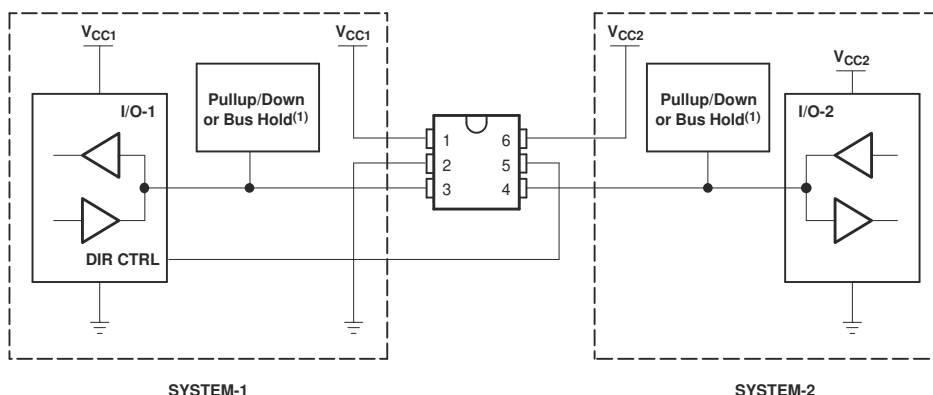 VCC1
VCC1
VCC2
VCC2
I/O-1
Pullup/Down
or Bus Hold(1)
Pullup/Down
or Bus Hold(1)
I/O-2
1
6
2
5
3
4
DIR CTRL
SYSTEM-1
SYSTEM-2